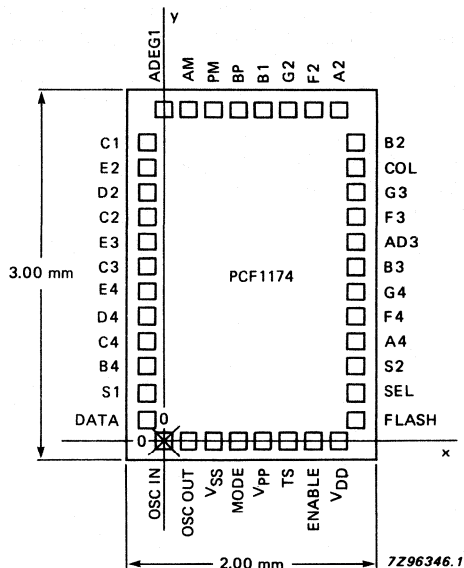 y
ADEG1 AM PM BP B1 G2 F2 A2
C1 B2
E2 COL
D2 G3
C2 F3
E3 AD3
C3 B3
3.00 mm PCF1174
E4 G4
D4 F4
C4 A4
B4 S2
S1 SEL
DATA 0 FLASH
0 x
OSC IN OSC OUT VSS MODE VPP TS ENABLE VDD
2.00 mm 7Z96346.1